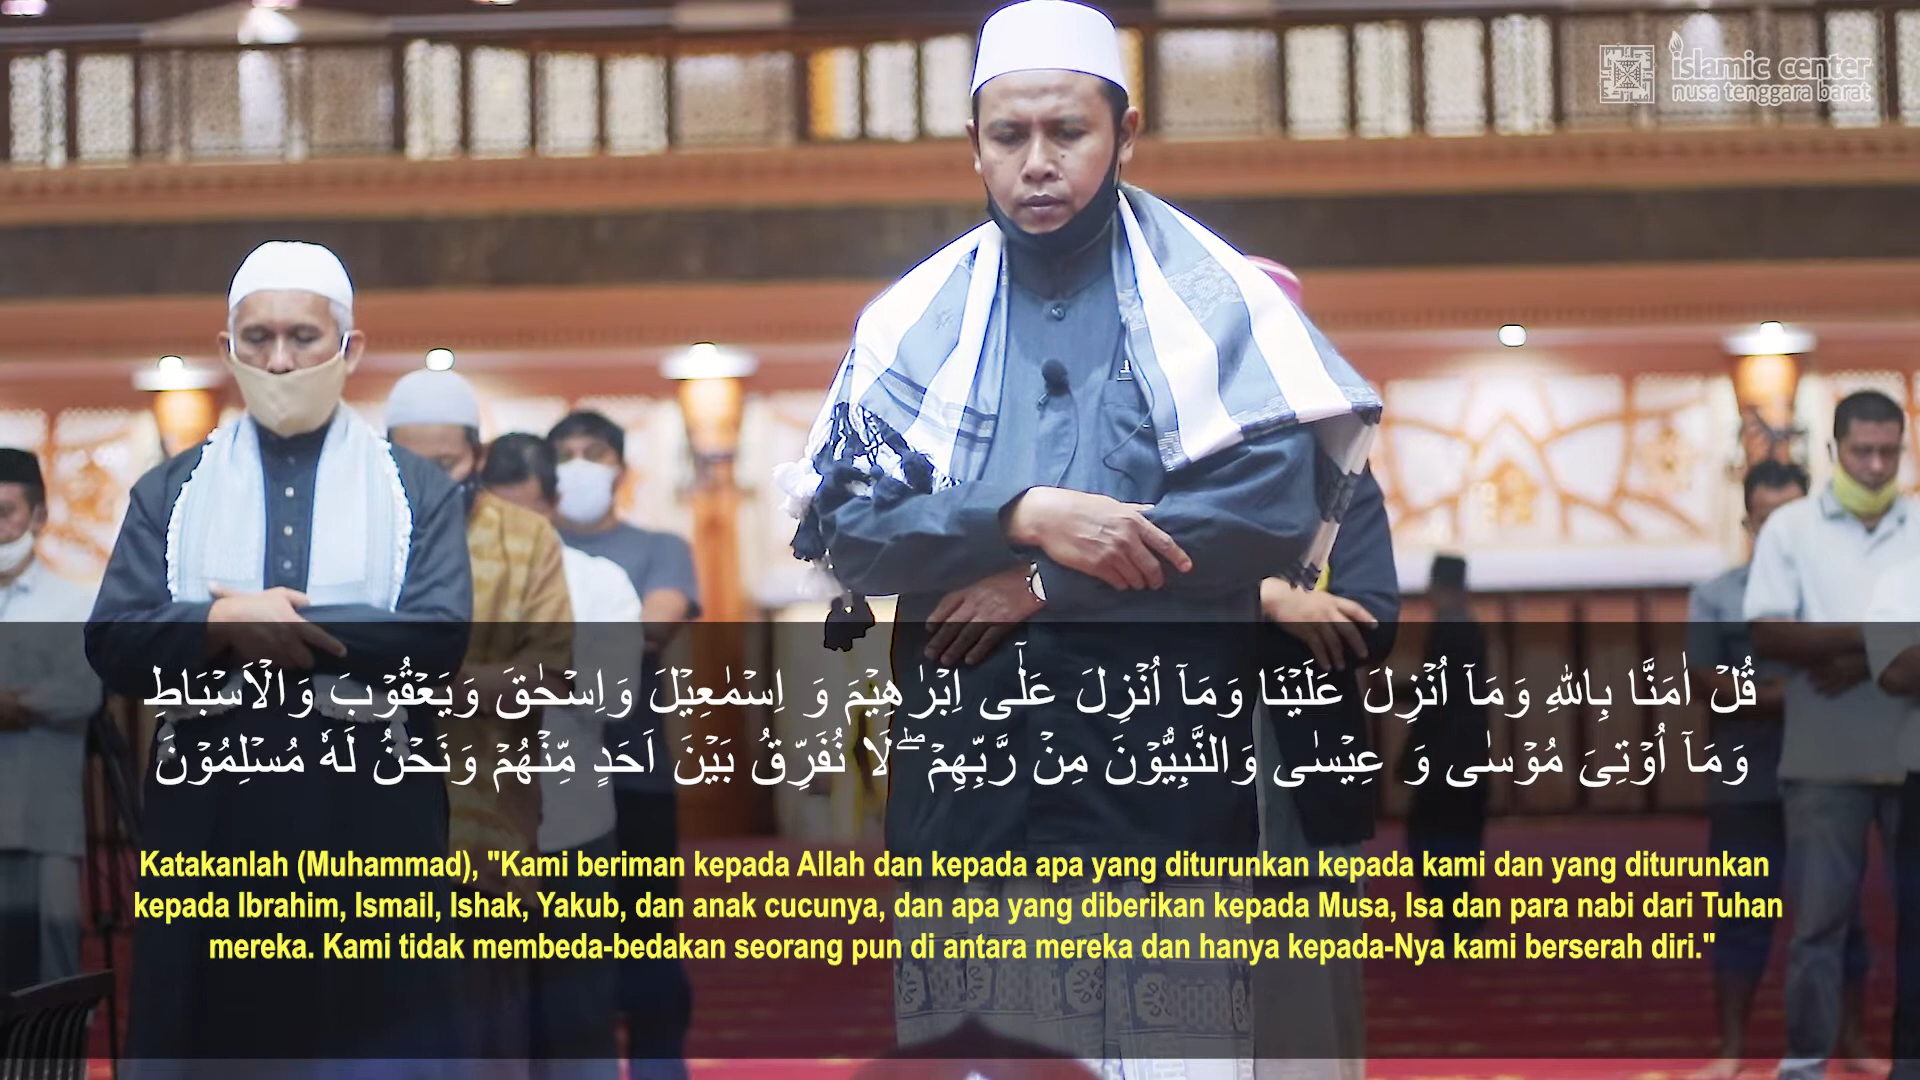 islamic center
nusa tenggara barat
قُلْ اٰمَنَّا بِاللّٰهِ وَمَآ اُنْزِلَ عَلَيْنَا وَمَآ اُنْزِلَ عَلٰٓى اِبْرٰهِيْمَ وَ اِسْمٰعِيْلَ وَاِسْحٰقَ وَيَعْقُوْبَ وَالْاَسْبَاطِ
وَمَآ اُوْتِيَ مُوْسٰى وَ عِيْسٰى وَالنَّبِيُّوْنَ مِنْ رَّبِّهِمْ ۖ لَا نُفَرِّقُ بَيْنَ اَحَدٍ مِّنْهُمْ وَنَحْنُ لَهٗ مُسْلِمُوْنَ
Katakanlah (Muhammad), "Kami beriman kepada Allah dan kepada apa yang diturunkan kepada kami dan yang diturunkan
kepada Ibrahim, Ismail, Ishak, Yakub, dan anak cucunya, dan apa yang diberikan kepada Musa, Isa dan para nabi dari Tuhan
mereka. Kami tidak membeda-bedakan seorang pun di antara mereka dan hanya kepada-Nya kami berserah diri."